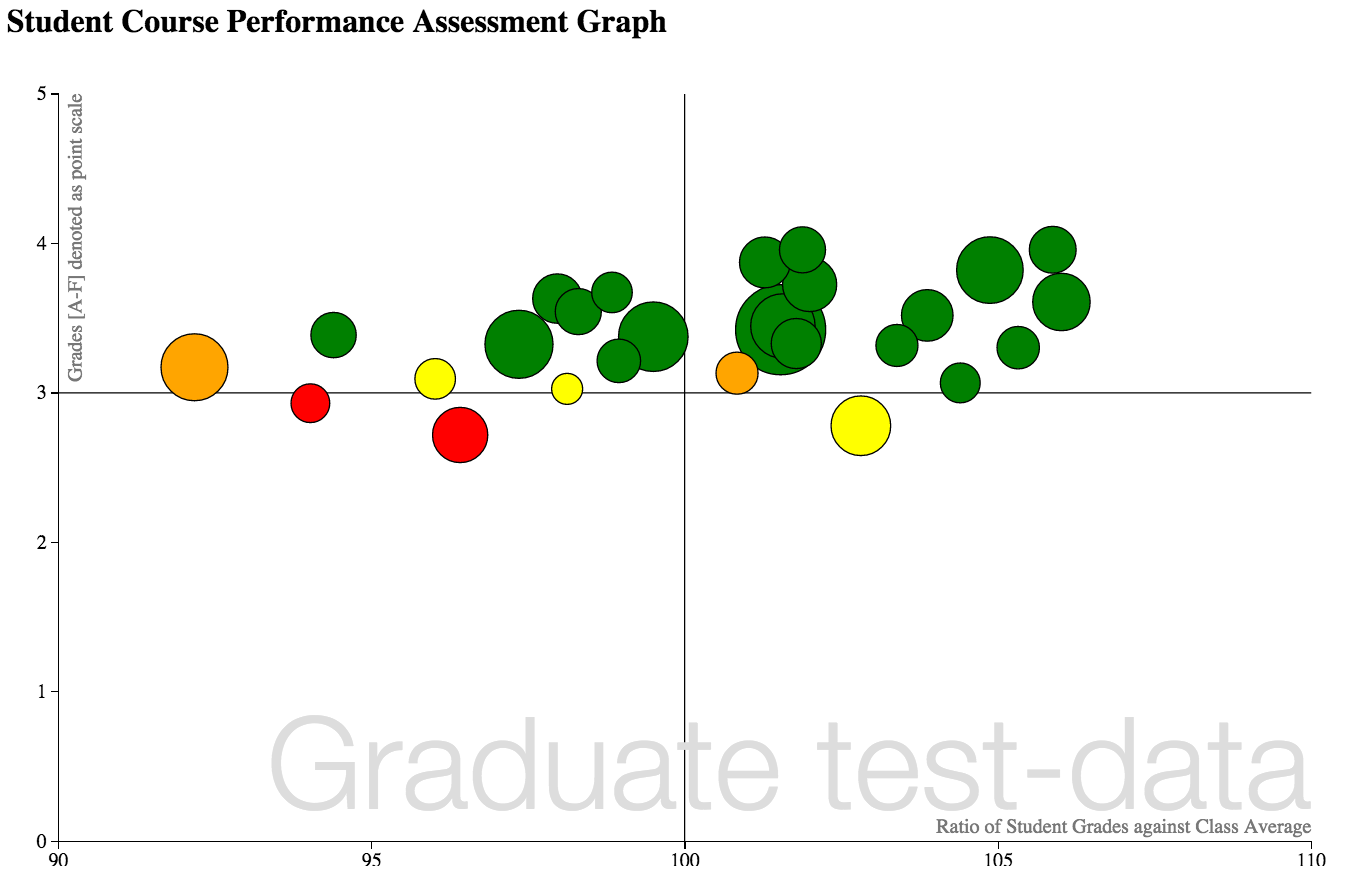 Student Course Performance Assessment Graph
Grades [A-F] denoted as point scale
5
4
3
2
1
0
Graduate test-data
Ratio of Student Grades against Class Average
90 95 100 105 110